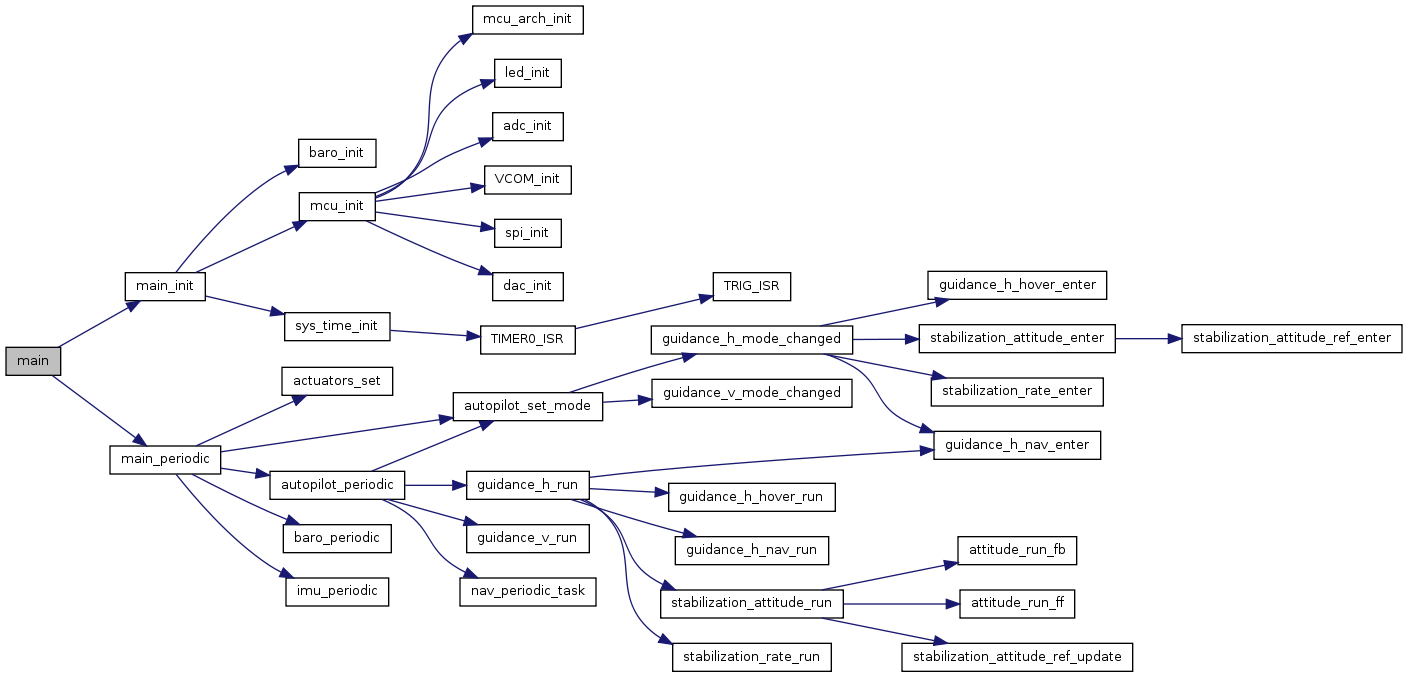 main
main_init
main_periodic
baro_init
mcu_init
sys_time_init
actuators_set
autopilot_periodic
baro_periodic
imu_periodic
mcu_arch_init
led_init
adc_init
VCOM_init
spi_init
dac_init
TIMER0_ISR
autopilot_set_mode
guidance_h_run
guidance_v_run
nav_periodic_task
TRIG_ISR
guidance_h_mode_changed
guidance_v_mode_changed
guidance_h_hover_run
guidance_h_nav_run
stabilization_attitude_run
stabilization_rate_run
guidance_h_hover_enter
stabilization_attitude_enter
stabilization_rate_enter
guidance_h_nav_enter
attitude_run_fb
attitude_run_ff
stabilization_attitude_ref_update
stabilization_attitude_ref_enter